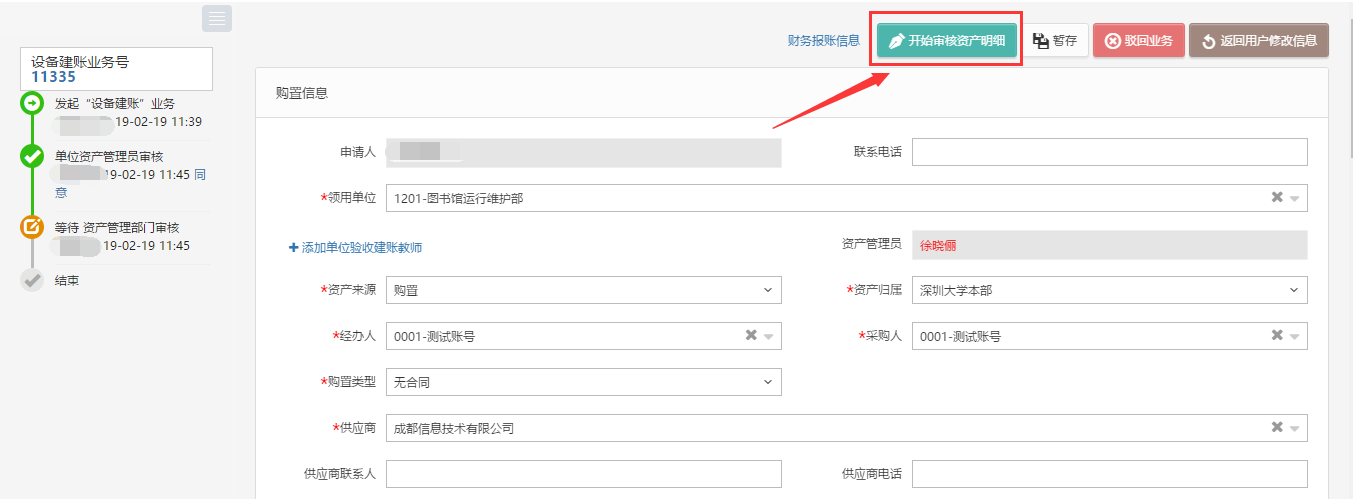 财务报账信息 开始审核资产明细 暂存 驳回业务 返回用户修改信息
设备建账业务号
11335
发起“设备建账”业务
19-02-19 11:39
单位资产管理员审核
9-02-19 11:45 同
意
等待 资产管理部门审核
19-02-19 11:45
结束
购置信息
申请人 联系电话
*领用单位 1201-图书馆运行维护部
添加单位验收建账教师 资产管理员 徐晓俪
*资产来源 购置 *资产归属 深圳大学本部
*经办人 0001-测试账号 *采购人 0001-测试账号
*购置类型 无合同
*供应商 成都信息技术有限公司
供应商联系人 供应商电话